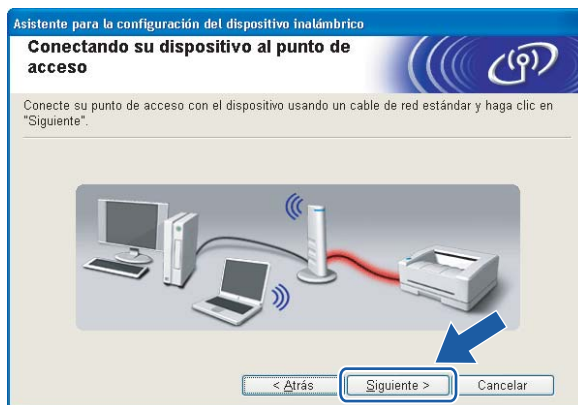 Asistente para la configuración del dispositivo inalámbrico
Conectando su dispositivo al punto de
acceso
Conecte su punto de acceso con el dispositivo usando un cable de red estándar y haga clic en
"Siguiente".
< Atrás   Siguiente >   Cancelar